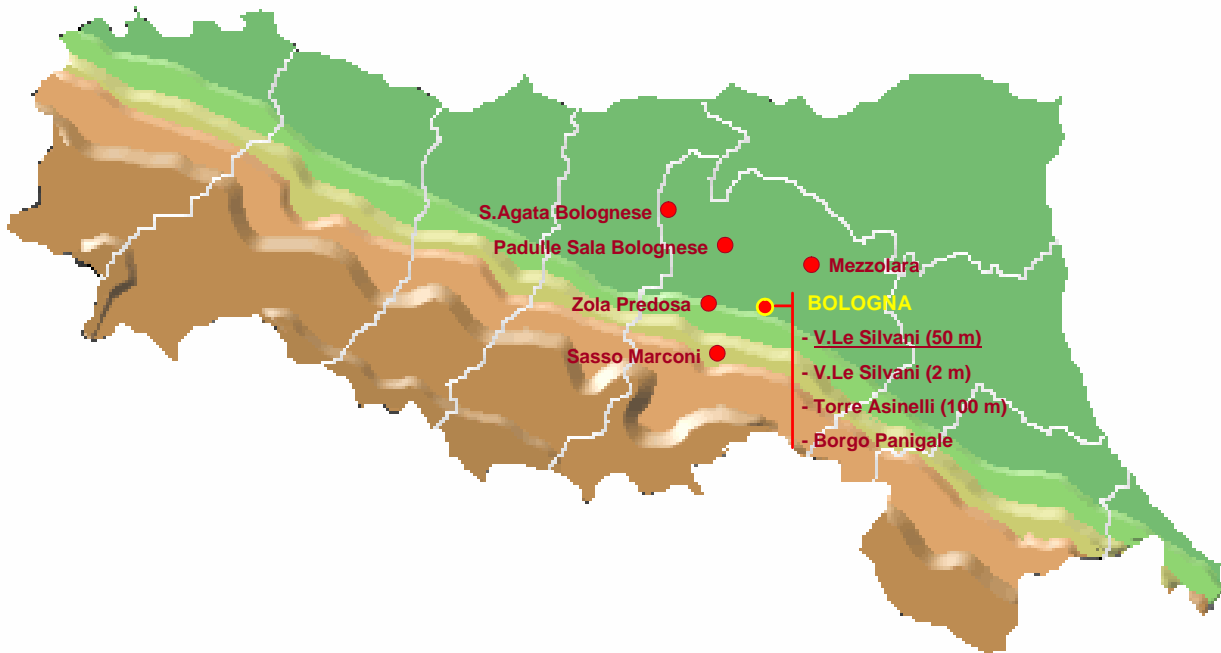 S.Agata Bolognese
Padulle Sala Bolognese
Mezzolara
Zola Predosa
BOLOGNA
- V.Le Silvani (50 m)
Sasso Marconi
- V.Le Silvani (2 m)
- Torre Asinelli (100 m)
- Borgo Panigale